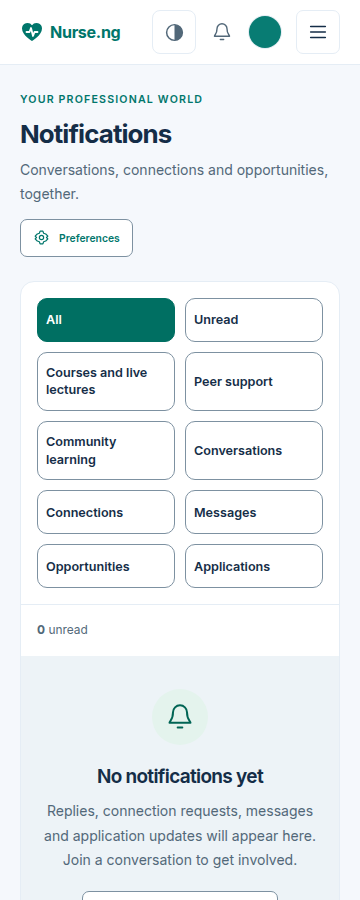 Nurse.ng
YOUR PROFESSIONAL WORLD
Notifications
Conversations, connections and opportunities,
together.
Preferences
All
Unread
Courses and live
lectures
Peer support
Community
learning
Conversations
Connections
Messages
Opportunities
Applications
0 unread
No notifications yet
Replies, connection requests, messages
and application updates will appear here.
Join a conversation to get involved.